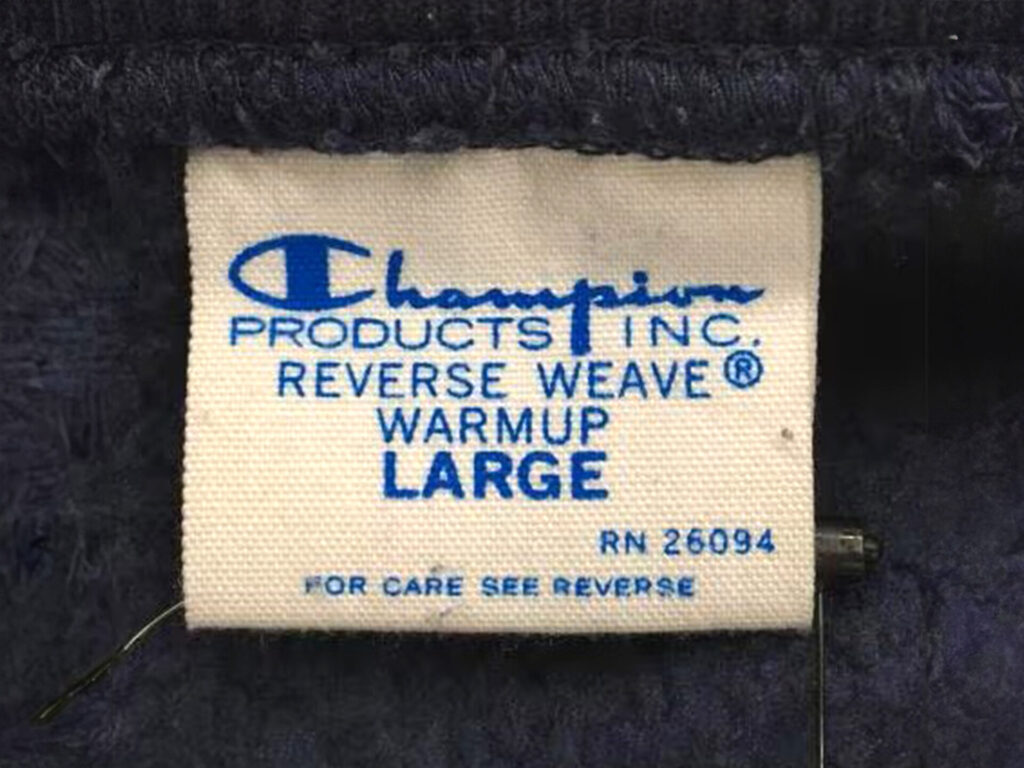 Champion
PRODUCTS INC.
REVERSE WEAVE®
WARMUP
LARGE
RN 26094
FOR CARE SEE REVERSE